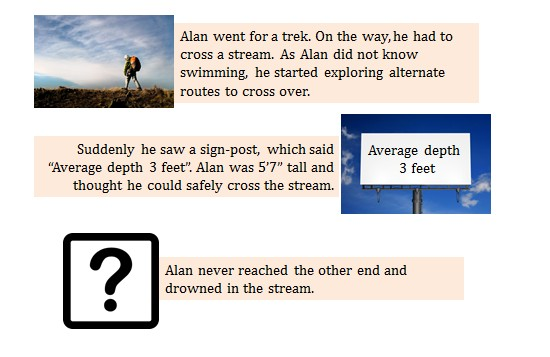 Alan went for a trek. On the way, he had to
cross a stream. As Alan did not know
swimming, he started exploring alternate
routes to cross over.
Suddenly he saw a sign-post, which said
“Average depth 3 feet”. Alan was 5’7” tall and
thought he could safely cross the stream.
Average depth
3 feet
?
Alan never reached the other end and
drowned in the stream.